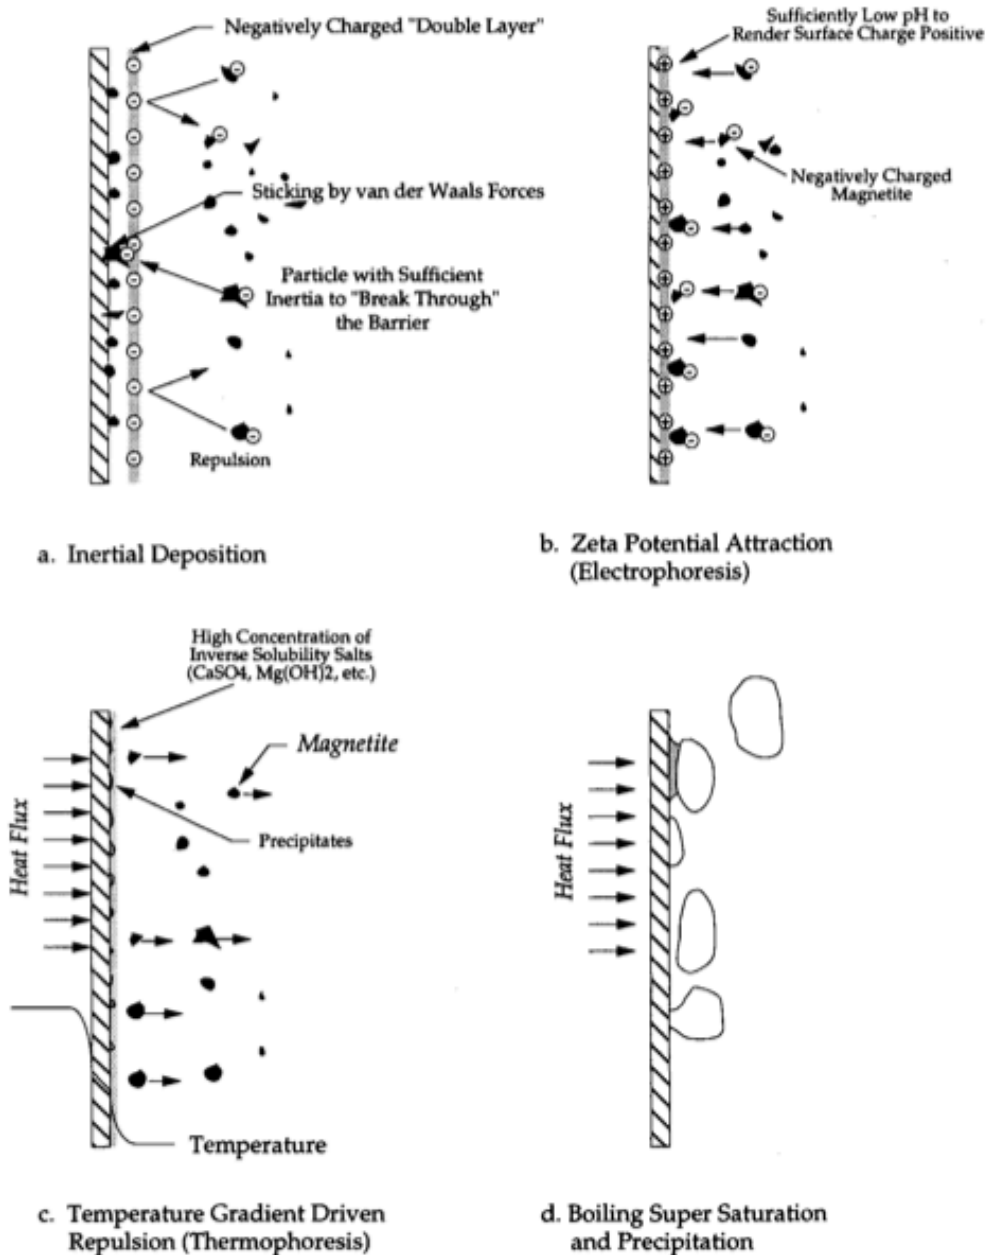 Negatively Charged "Double Layer"
Sticking by van der Waals Forces
Particle with Sufficient
Inertia to "Break Through"
the Barrier
Repulsion
a. Inertial Deposition
Sufficiently Low pH to
Render Surface Charge Positive
Negatively Charged
Magnetite
b. Zeta Potential Attraction
(Electrophoresis)
High Concentration of
Inverse Solubility Salts
(CaSO4, Mg(OH)2, etc.)
Magnetite
Precipitates
Heat Flux
Temperature
c. Temperature Gradient Driven
Repulsion (Thermophoresis)
Heat Flux
d. Boiling Super Saturation
and Precipitation